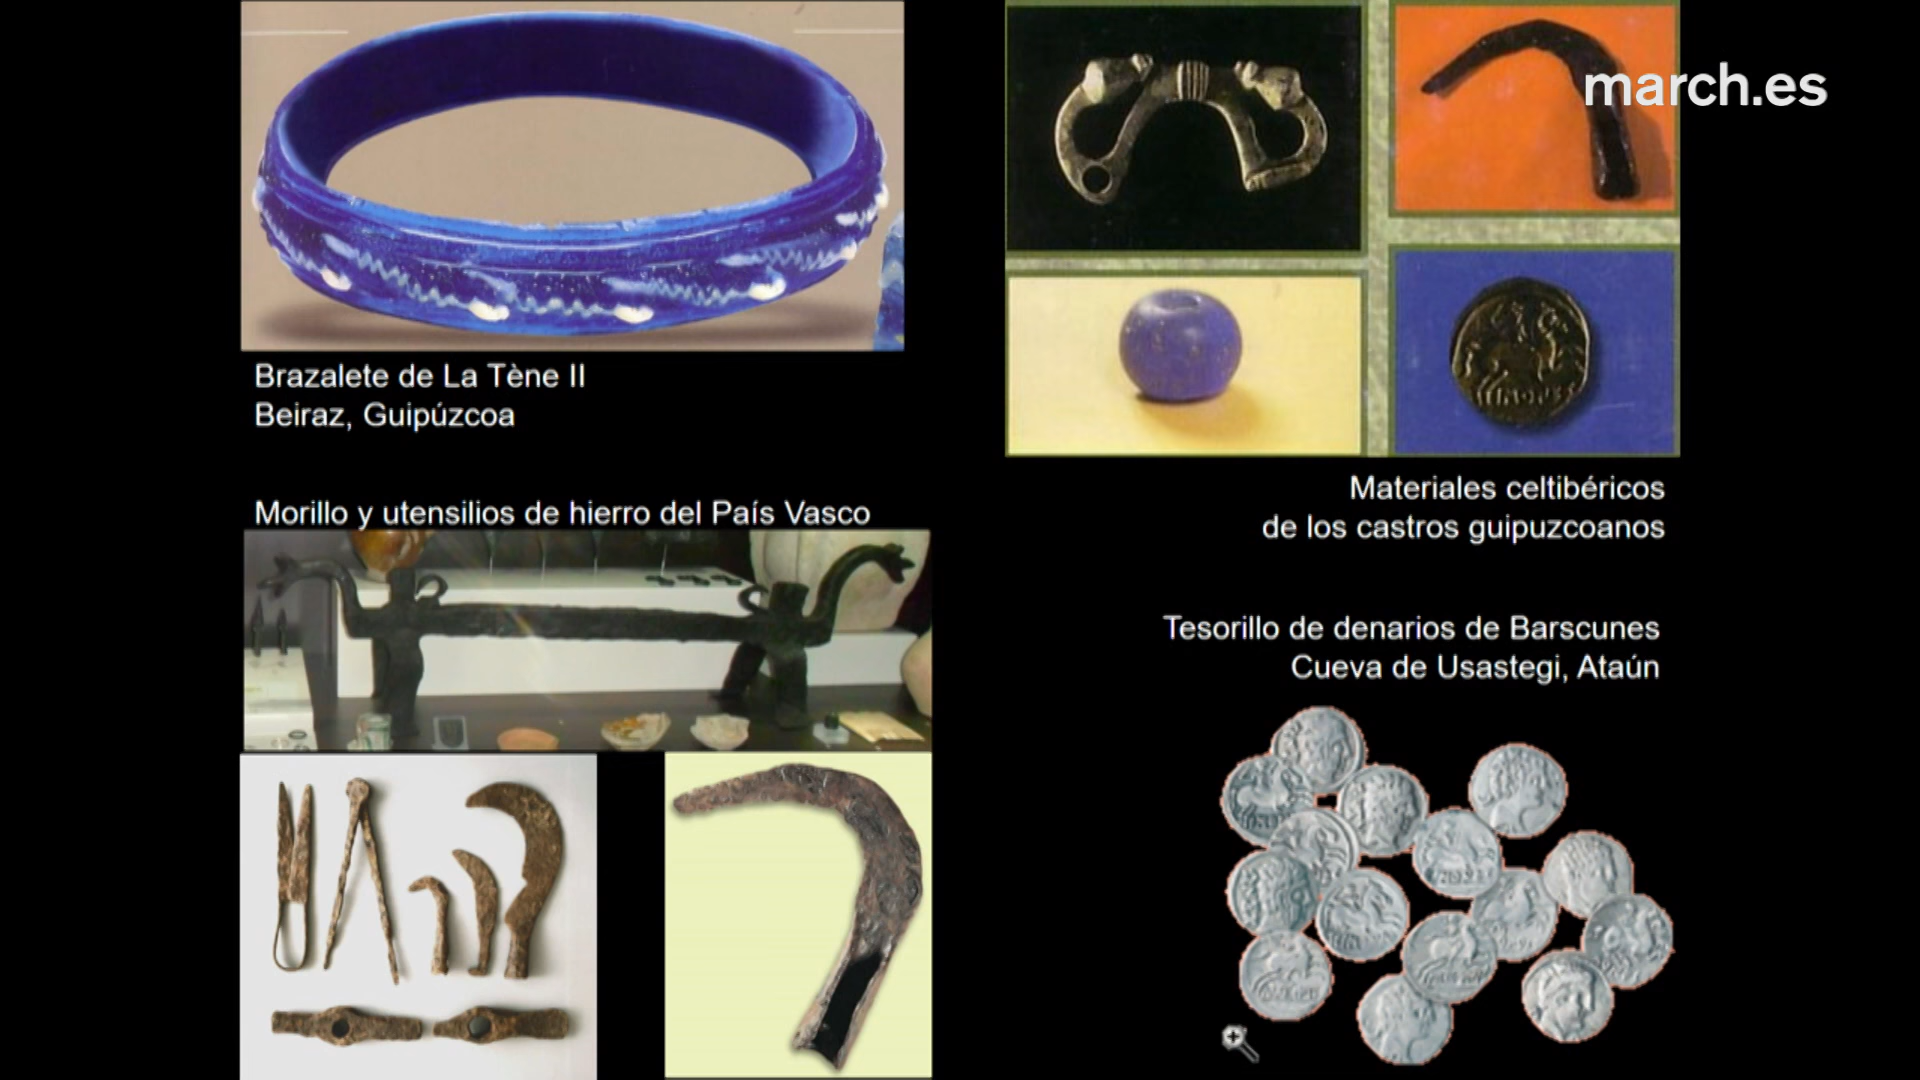 march.es
Brazalete de La Tène II
Beiraz, Guipúzcoa
Materiales celtibéricos
de los castros guipuzcoanos
Morillo y utensilios de hierro del País Vasco
Tesorillo de denarios de Barscunes
Cueva de Usastegi, Ataún